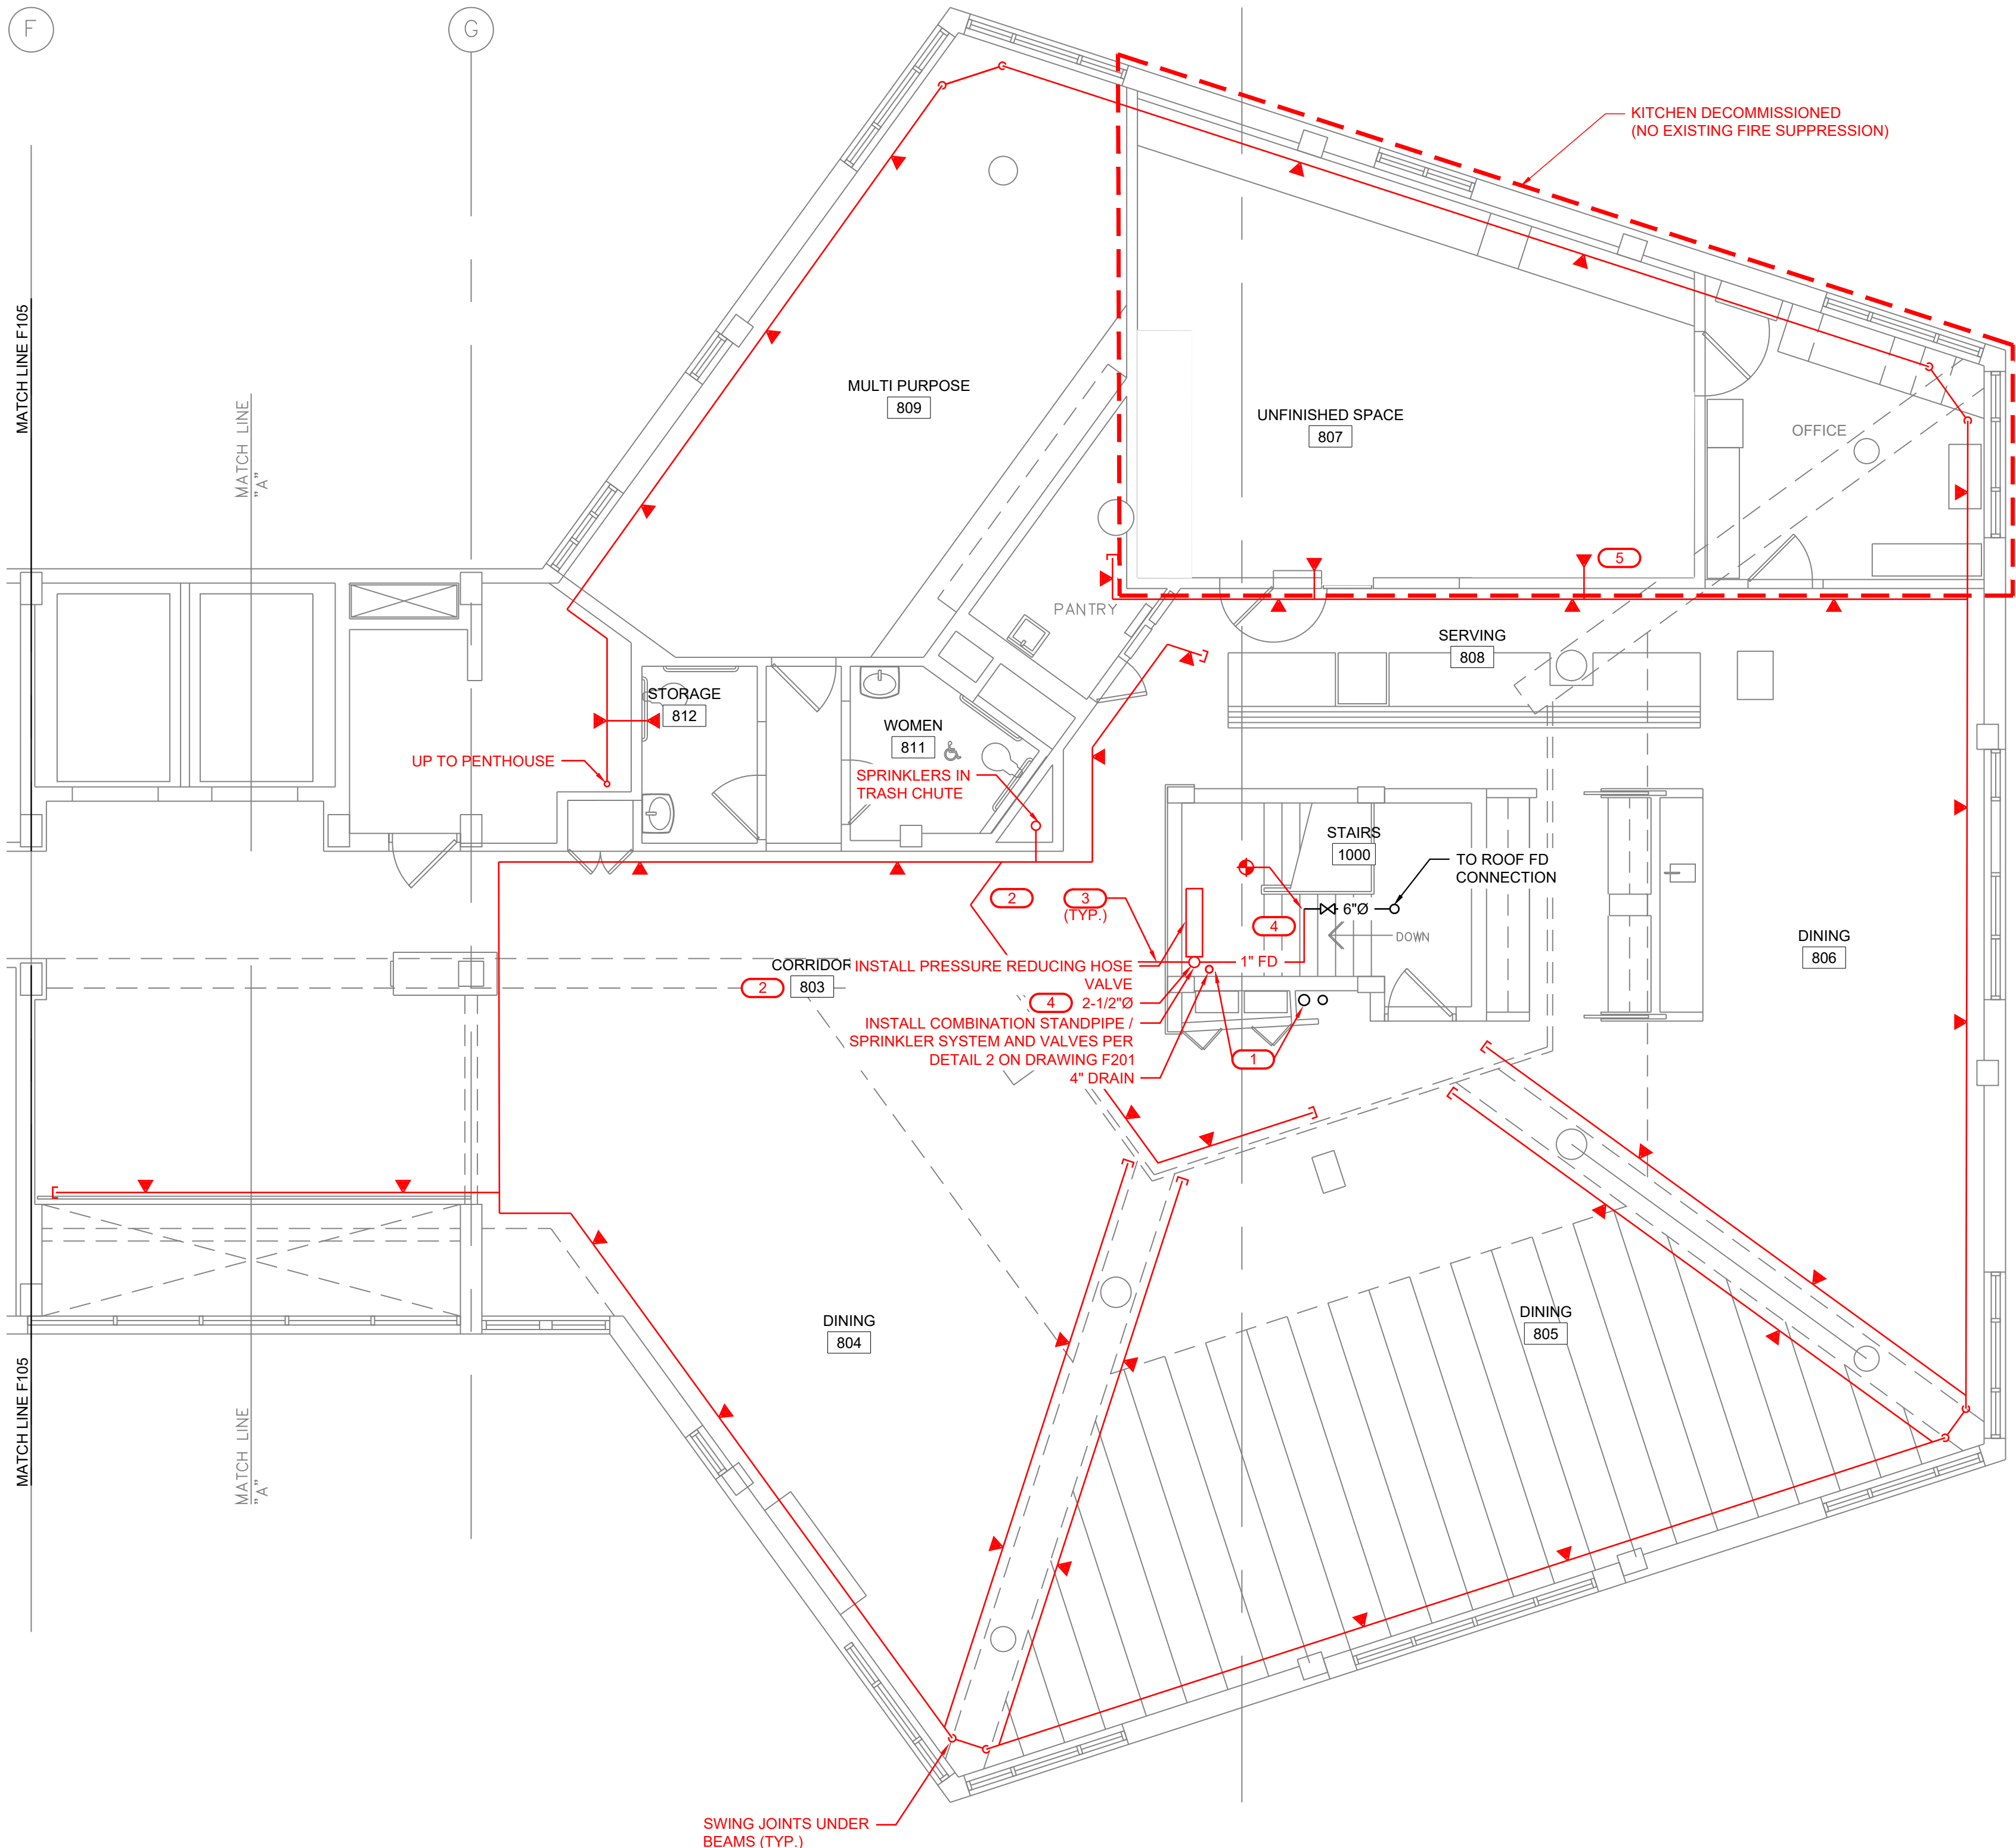 F
G
KITCHEN DECOMMISSIONED
(NO EXISTING FIRE SUPPRESSION)
MATCH LINE F105
MATCH LINE
"A"
MULTI PURPOSE
809
UNFINISHED SPACE
807
OFFICE
5
PANTRY
SERVING
808
STORAGE
812
WOMEN
811
UP TO PENTHOUSE
SPRINKLERS IN
TRASH CHUTE
STAIRS
1000
TO ROOF FD
CONNECTION
2
3
(TYP.)
6"Ø
4
DOWN
DINING
806
CORRIDOR
803
2
INSTALL PRESSURE REDUCING HOSE
VALVE
1" FD
4
2-1/2"Ø
INSTALL COMBINATION STANDPIPE /
SPRINKLER SYSTEM AND VALVES PER
DETAIL 2 ON DRAWING F201
4" DRAIN
1
DINING
804
DINING
805
MATCH LINE F105
MATCH LINE
"A"
SWING JOINTS UNDER
BEAMS (TYP.)